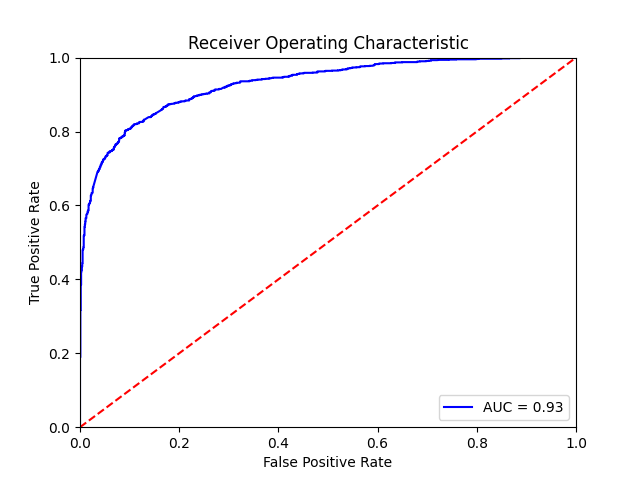 Receiver Operating Characteristic
True Positive Rate
1.0
0.8
0.6
0.4
0.2
0.0
AUC = 0.93
0.0 0.2 0.4 0.6 0.8 1.0
False Positive Rate